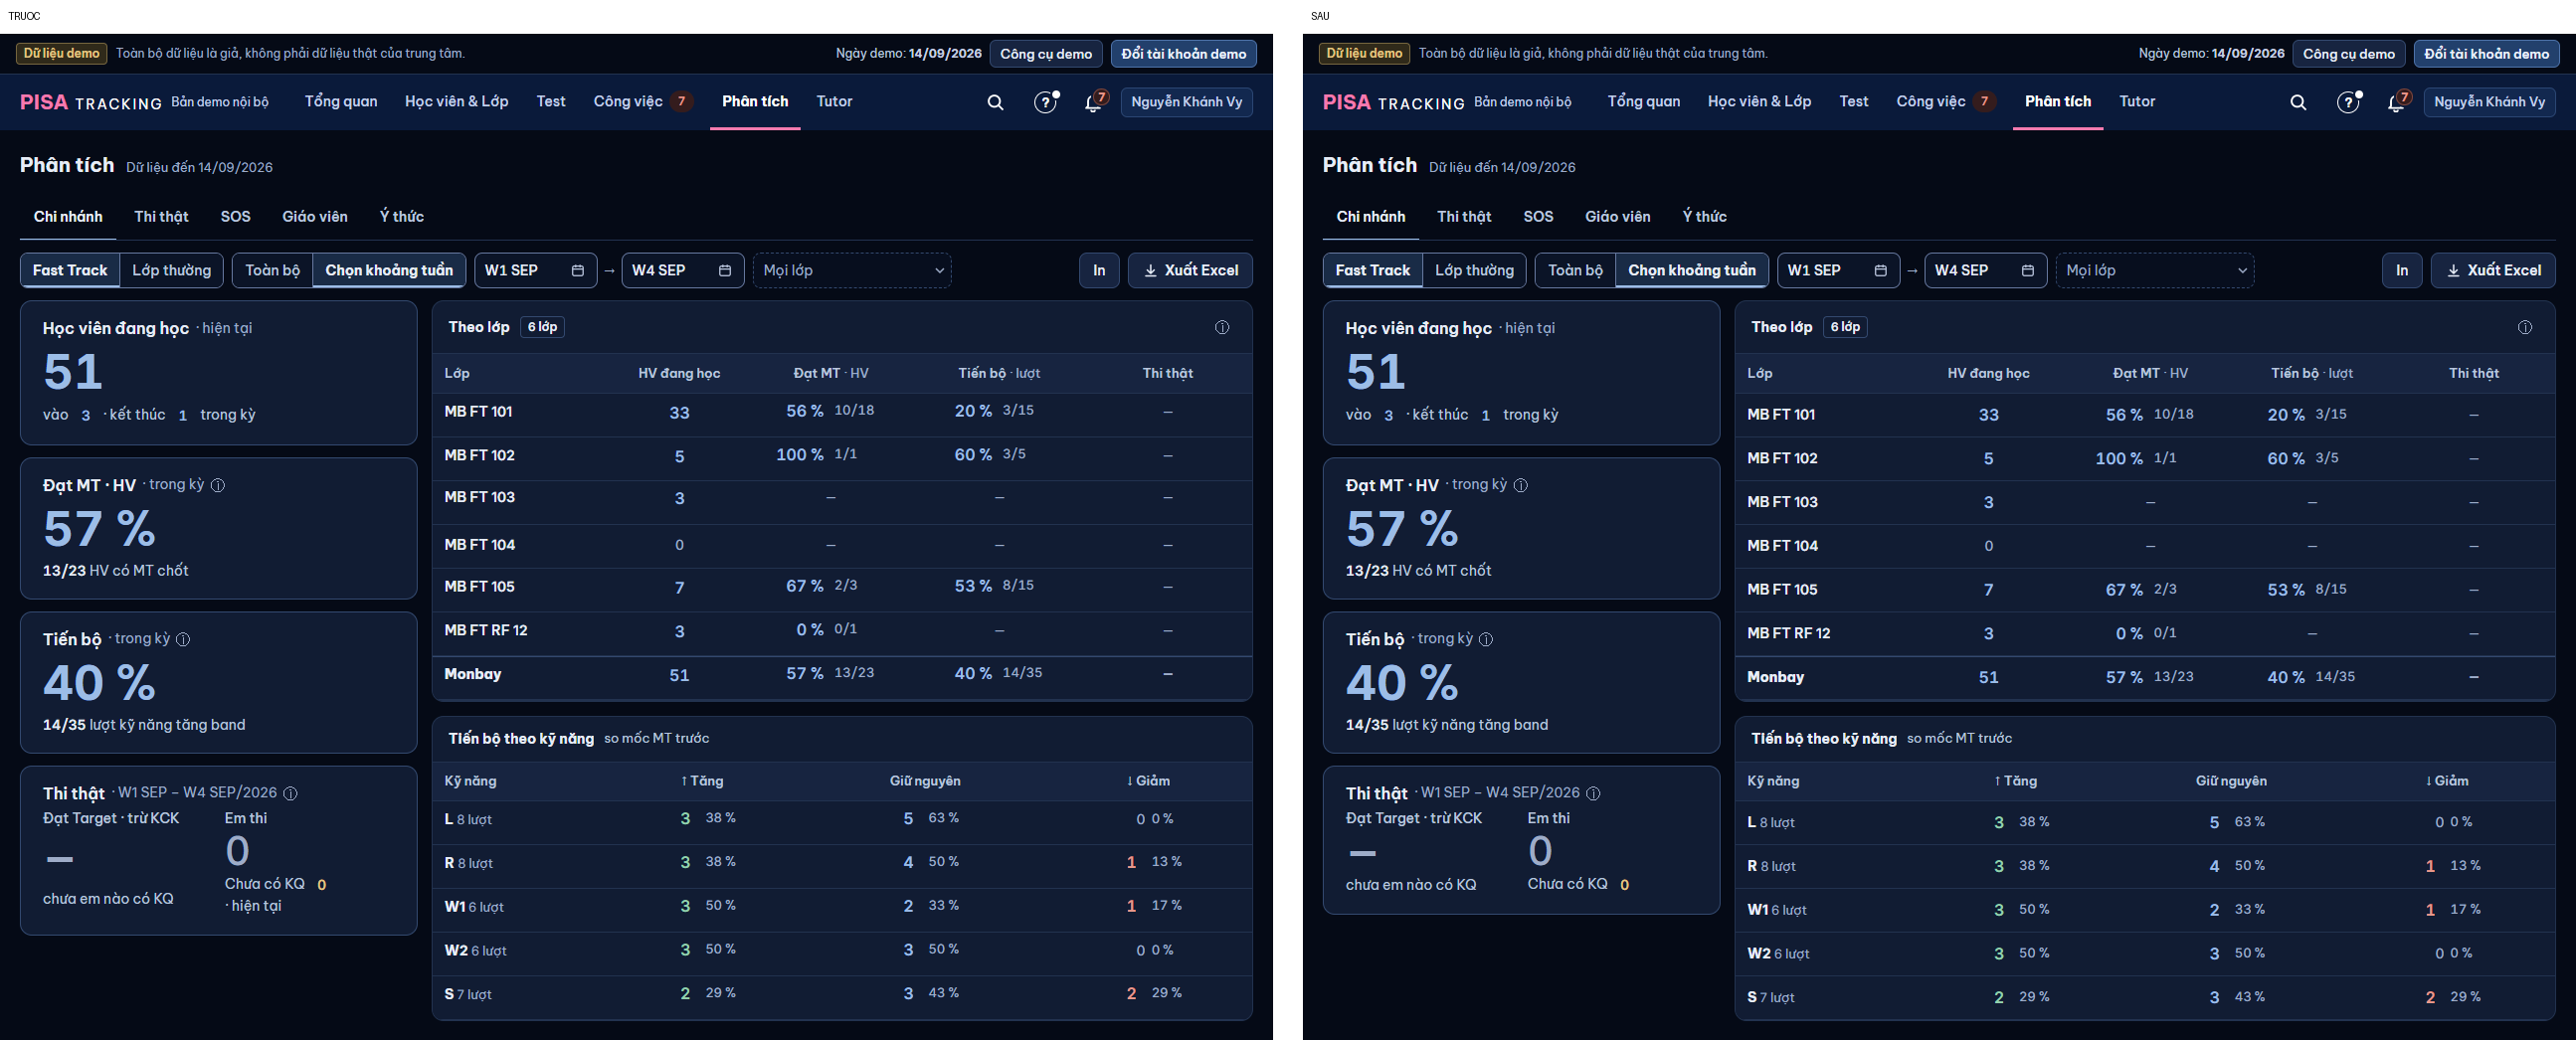 TRUOC
Dữ liệu demo Toàn bộ dữ liệu là giả, không phải dữ liệu thật của trung tâm. Ngày demo: 14/09/2026 Công cụ demo Đổi tài khoản demo
PISA TRACKING Bản demo nội bộ Tổng quan Học viên & Lớp Test Công việc 7 Phân tích Tutor ? 7 Nguyễn Khánh Vy
Phân tích Dữ liệu đến 14/09/2026
Chi nhánh Thi thật SOS Giáo viên Ý thức
Fast Track Lớp thường Toàn bộ Chọn khoảng tuần W1 SEP → W4 SEP Mọi lớp In Xuất Excel
Học viên đang học · hiện tại
51
vào 3 · kết thúc 1 trong kỳ
Đạt MT · HV · trong kỳ ⓘ
57 %
13/23 HV có MT chốt
Tiến bộ · trong kỳ ⓘ
40 %
14/35 lượt kỹ năng tăng band
Thi thật · W1 SEP – W4 SEP/2026 ⓘ
Đạt Target · trừ KCK Em thi
– 0
chưa em nào có KQ Chưa có KQ 0
· hiện tại
Theo lớp 6 lớp ⓘ
Lớp HV đang học Đạt MT · HV Tiến bộ · lượt Thi thật
MB FT 101 33 56 % 10/18 20 % 3/15 –
MB FT 102 5 100 % 1/1 60 % 3/5 –
MB FT 103 3 – – –
MB FT 104 0 – – –
MB FT 105 7 67 % 2/3 53 % 8/15 –
MB FT RF 12 3 0 % 0/1 – –
Monbay 51 57 % 13/23 40 % 14/35 –
Tiến bộ theo kỹ năng so mốc MT trước
Kỹ năng ↑ Tăng Giữ nguyên ↓ Giảm
L 8 lượt 3 38 % 5 63 % 0 0 %
R 8 lượt 3 38 % 4 50 % 1 13 %
W1 6 lượt 3 50 % 2 33 % 1 17 %
W2 6 lượt 3 50 % 3 50 % 0 0 %
S 7 lượt 2 29 % 3 43 % 2 29 %
SAU
Dữ liệu demo Toàn bộ dữ liệu là giả, không phải dữ liệu thật của trung tâm. Ngày demo: 14/09/2026 Công cụ demo Đổi tài khoản demo
PISA TRACKING Bản demo nội bộ Tổng quan Học viên & Lớp Test Công việc 7 Phân tích Tutor ? 7 Nguyễn Khánh Vy
Phân tích Dữ liệu đến 14/09/2026
Chi nhánh Thi thật SOS Giáo viên Ý thức
Fast Track Lớp thường Toàn bộ Chọn khoảng tuần W1 SEP → W4 SEP Mọi lớp In Xuất Excel
Học viên đang học · hiện tại
51
vào 3 · kết thúc 1 trong kỳ
Đạt MT · HV · trong kỳ ⓘ
57 %
13/23 HV có MT chốt
Tiến bộ · trong kỳ ⓘ
40 %
14/35 lượt kỹ năng tăng band
Thi thật · W1 SEP – W4 SEP/2026 ⓘ
Đạt Target · trừ KCK Em thi
– 0
chưa em nào có KQ Chưa có KQ 0
Theo lớp 6 lớp ⓘ
Lớp HV đang học Đạt MT · HV Tiến bộ · lượt Thi thật
MB FT 101 33 56 % 10/18 20 % 3/15 –
MB FT 102 5 100 % 1/1 60 % 3/5 –
MB FT 103 3 – – –
MB FT 104 0 – – –
MB FT 105 7 67 % 2/3 53 % 8/15 –
MB FT RF 12 3 0 % 0/1 – –
Monbay 51 57 % 13/23 40 % 14/35 –
Tiến bộ theo kỹ năng so mốc MT trước
Kỹ năng ↑ Tăng Giữ nguyên ↓ Giảm
L 8 lượt 3 38 % 5 63 % 0 0 %
R 8 lượt 3 38 % 4 50 % 1 13 %
W1 6 lượt 3 50 % 2 33 % 1 17 %
W2 6 lượt 3 50 % 3 50 % 0 0 %
S 7 lượt 2 29 % 3 43 % 2 29 %